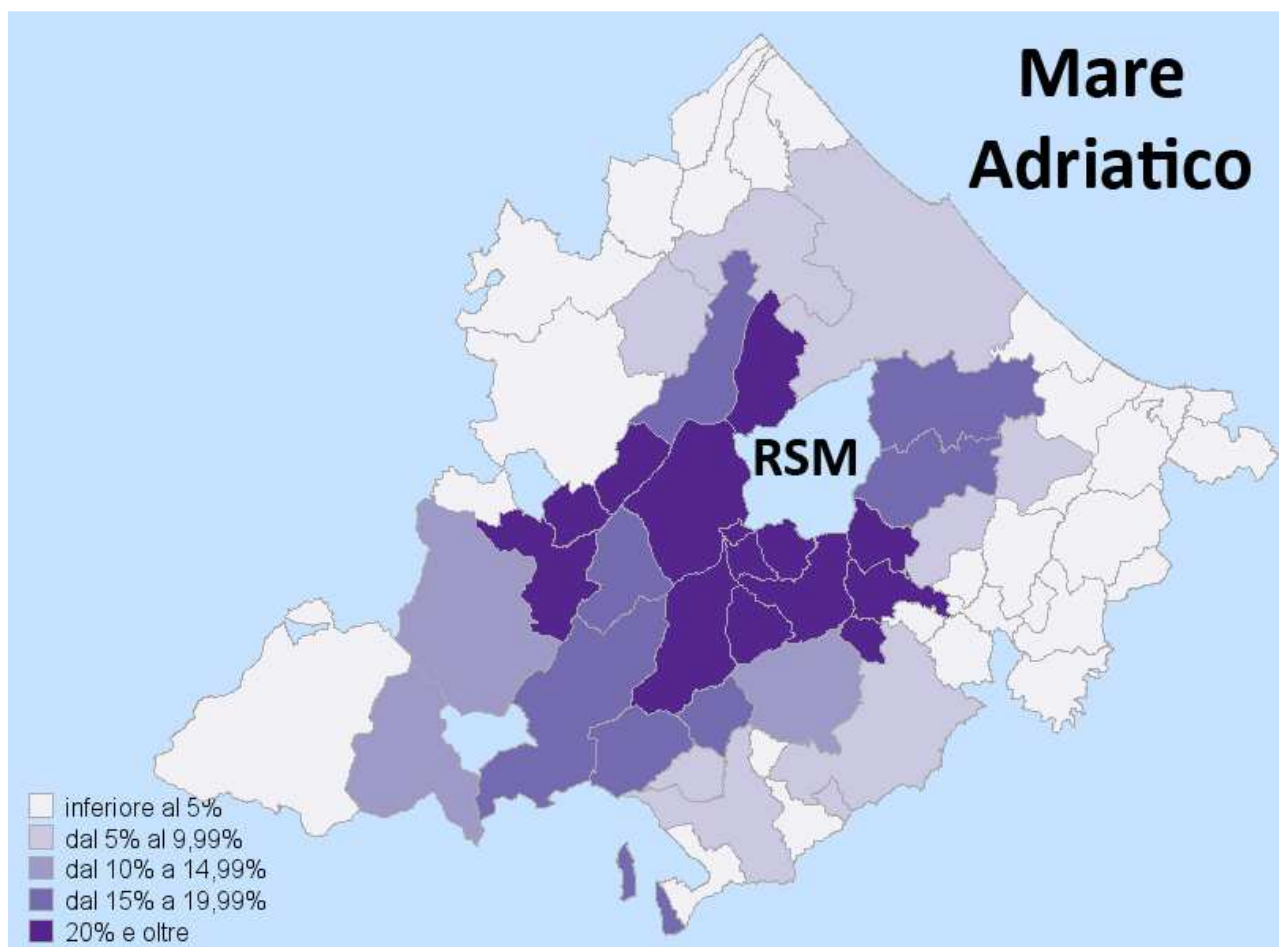 Mare
Adriatico
RSM
inferiore al 5%
dal 5% al 9,99%
dal 10% a 14,99%
dal 15% a 19,99%
20% e oltre